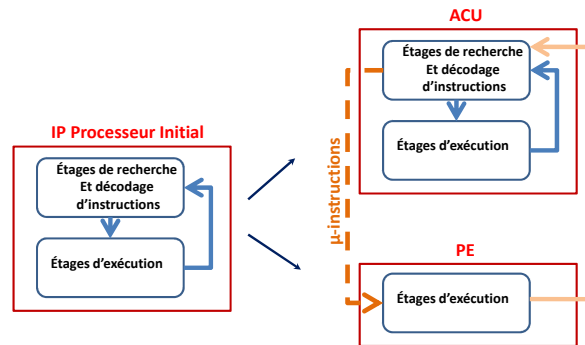 ACU
Étages de recherche
Et décodage
d'instructions
Étages d'exécution
IP Processeur Initial
Étages de recherche
Et décodage
d'instructions
Étages d'exécution
µ-instructions
PE
Étages d'exécution